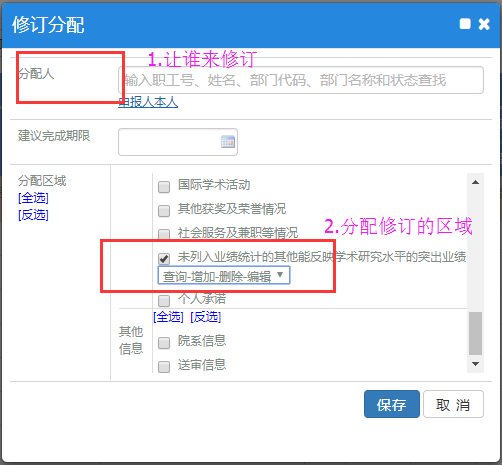 修订分配
1.让谁来修订
分配人
输入职工号、姓名、部门代码、部门名称和状态查找
申报人本人
建议完成期限
分配区域
[全选]
[反选]
国际学术活动
其他获奖及荣誉情况
社会服务及兼职等情况
2.分配修订的区域
未列入业绩统计的其他能反映学术研究水平的突出业绩
查询-增加-删除-编辑
个人承诺
其他信息
[全选] [反选]
院系信息
送审信息
保存 取 消